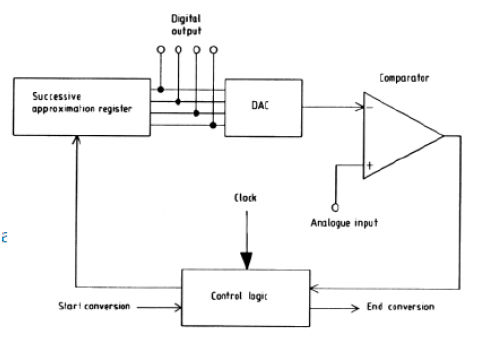 Digital
output
Comparator
Successive
approximation register
DAC
−
+
Clock
Analogue input
Control logic
Start conversion
End conversion